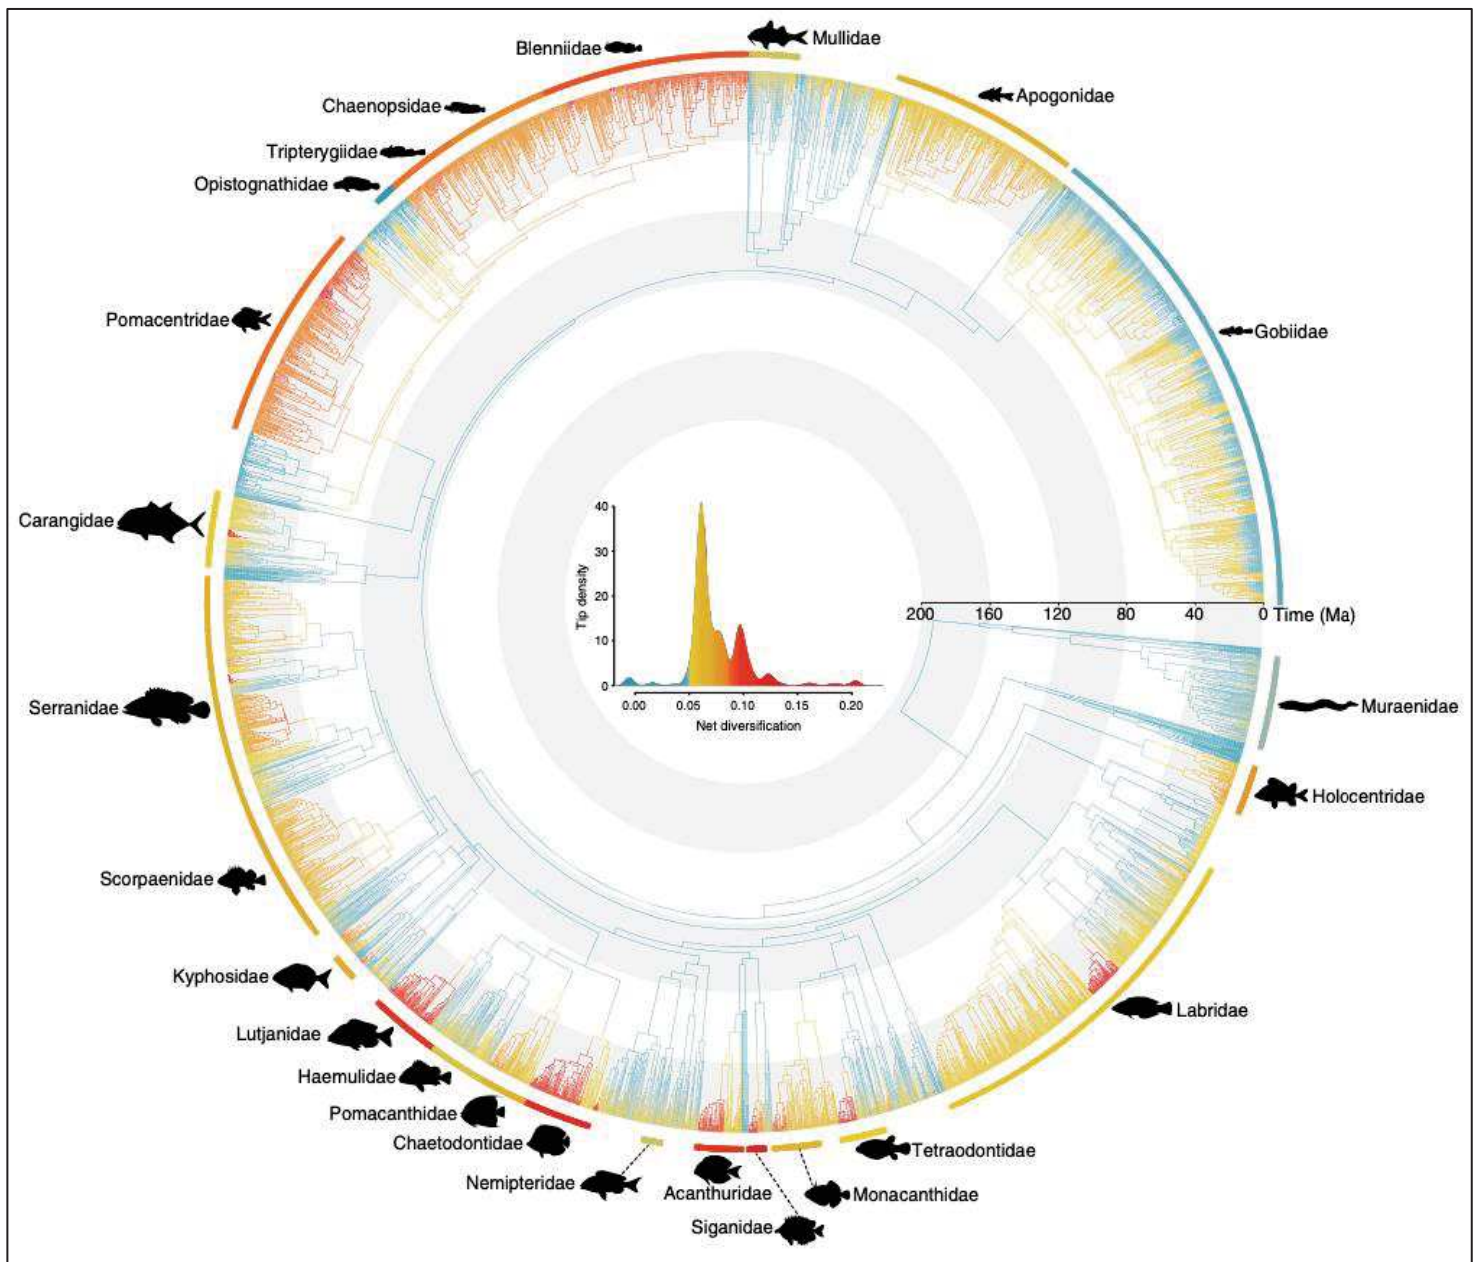 Mullidae
Blenniidae
Apogonidae
Chaenopsidae
Tripterygiidae
Opistognathidae
Pomacentridae
Gobiidae
Carangidae
40
30
20
10
0
Tip density
0.00 0.05 0.10 0.15 0.20
Net diversification
200 160 120 80 40 0 Time (Ma)
Serranidae
Muraenidae
Holocentridae
Scorpaenidae
Kyphosidae
Labridae
Lutjanidae
Haemulidae
Pomacanthidae
Chaetodontidae
Tetraodontidae
Nemipteridae
Acanthuridae
Monacanthidae
Siganidae